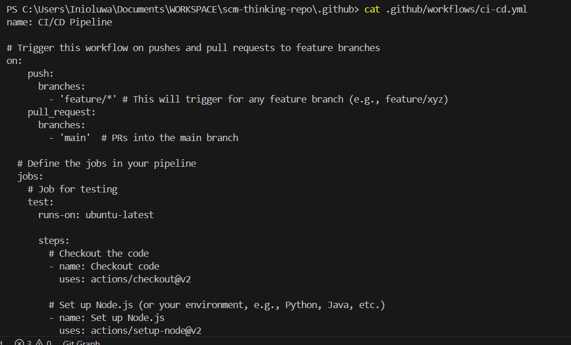 PS C:\Users\Inioluwa\Documents\WORKSPACE\scm-thinking-repo\.github> cat .github/workflows/ci-cd.yml
name: CI/CD Pipeline

# Trigger this workflow on pushes and pull requests to feature branches
on:
    push:
      branches:
        - 'feature/*' # This will trigger for any feature branch (e.g., feature/xyz)
    pull_request:
      branches:
        - 'main'  # PRs into the main branch

  # Define the jobs in your pipeline
  jobs:
    # Job for testing
    test:
      runs-on: ubuntu-latest

      steps:
        # Checkout the code
        - name: Checkout code
          uses: actions/checkout@v2

        # Set up Node.js (or your environment, e.g., Python, Java, etc.)
        - name: Set up Node.js
          uses: actions/setup-node@v2
3 0 Git Graph